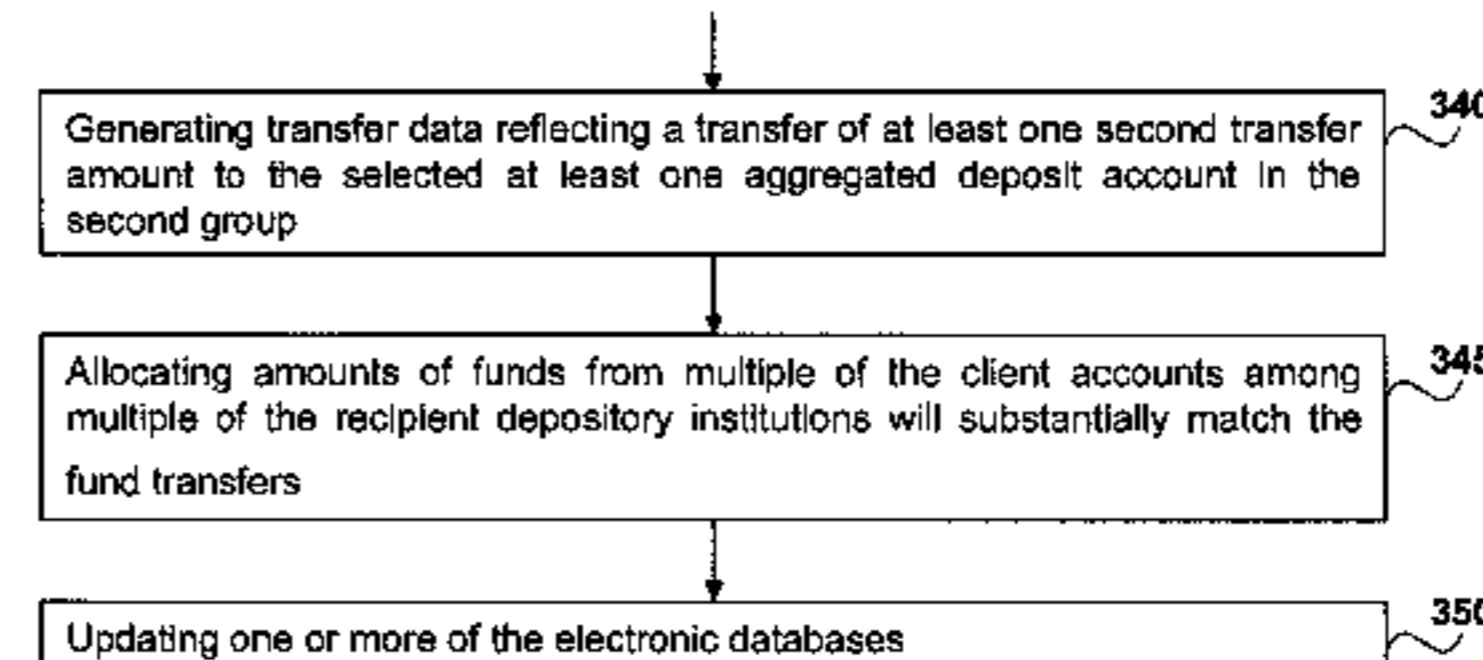 340
Generating transfer data reflecting a transfer of at least one second transfer
amount to the selected at least one aggregated deposit account in the
second group
345
Allocating amounts of funds from multiple of the client accounts among
multiple of the recipient depository institutions will substantially match the
fund transfers
350
Updating one or more of the electronic databases